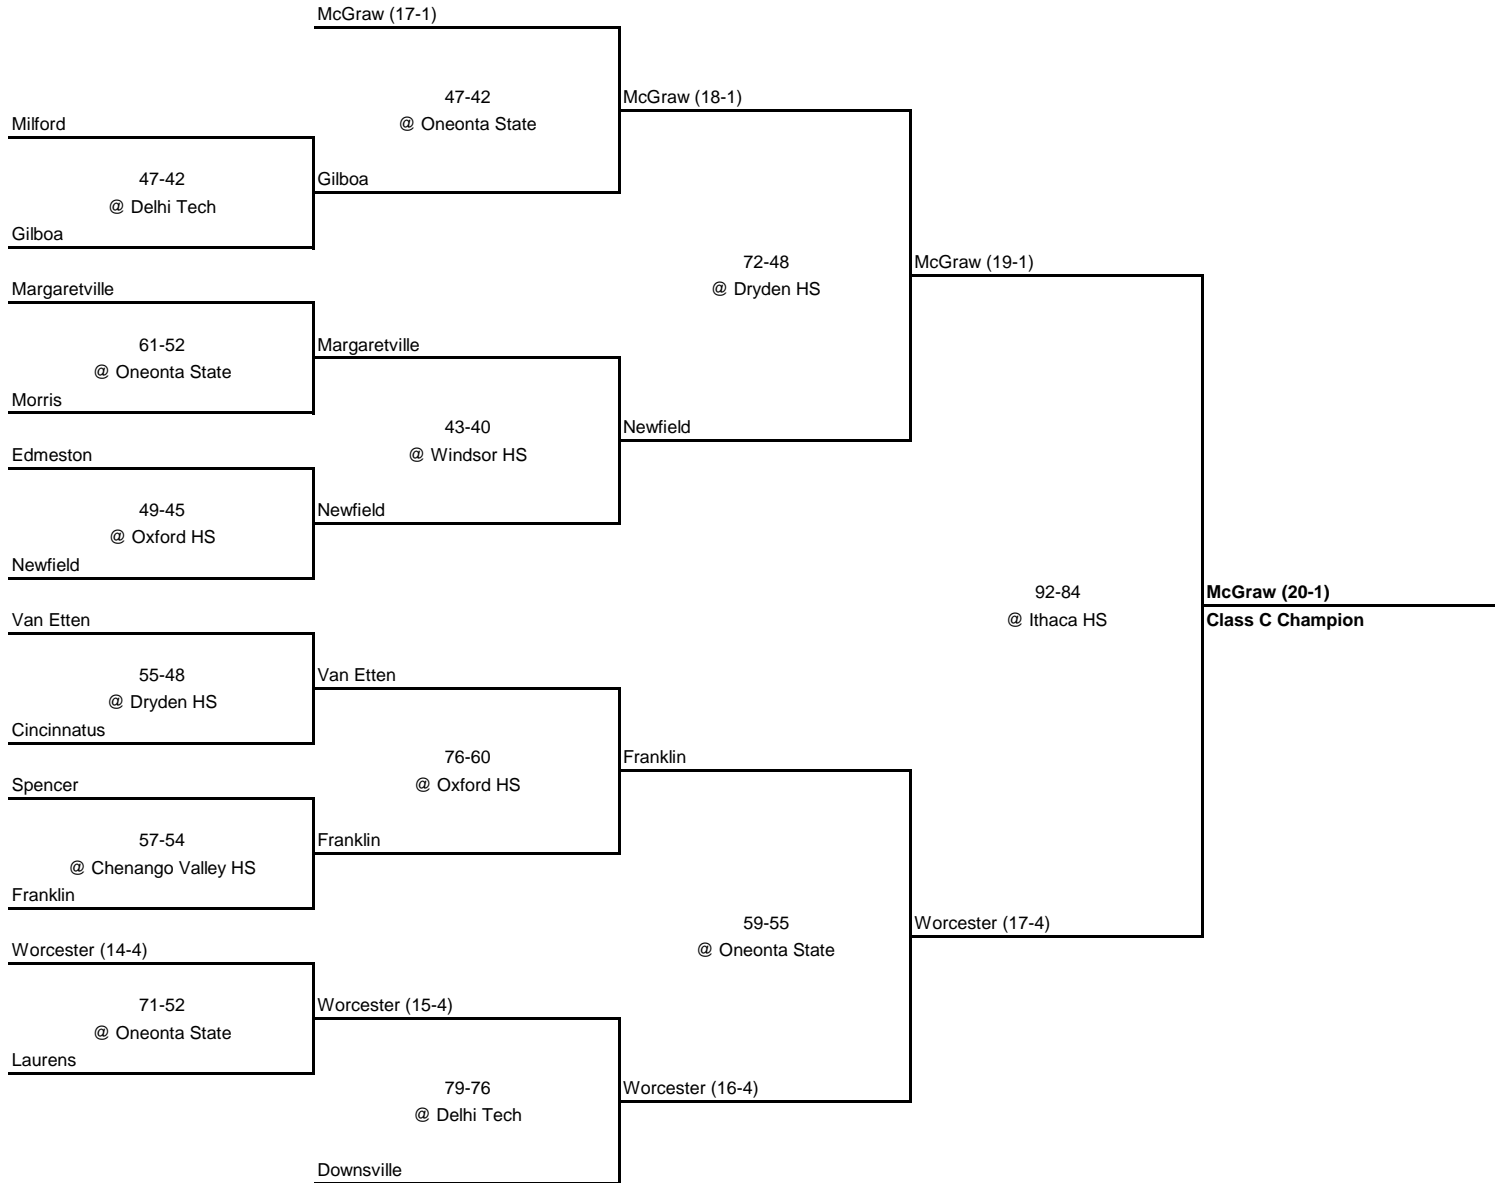 McGraw (17-1)
47-42
@ Oneonta State
McGraw (18-1)
Milford
47-42
@ Delhi Tech
Gilboa
Gilboa
72-48
@ Dryden HS
McGraw (19-1)
Margaretville
61-52
@ Oneonta State
Margaretville
Morris
43-40
@ Windsor HS
Newfield
Edmeston
49-45
@ Oxford HS
Newfield
Newfield
92-84
@ Ithaca HS
McGraw (20-1)
Class C Champion
Van Etten
55-48
@ Dryden HS
Van Etten
Cincinnatus
76-60
@ Oxford HS
Franklin
Spencer
57-54
@ Chenango Valley HS
Franklin
Franklin
59-55
@ Oneonta State
Worcester (17-4)
Worcester (14-4)
71-52
@ Oneonta State
Worcester (15-4)
Laurens
79-76
@ Delhi Tech
Worcester (16-4)
Downsville